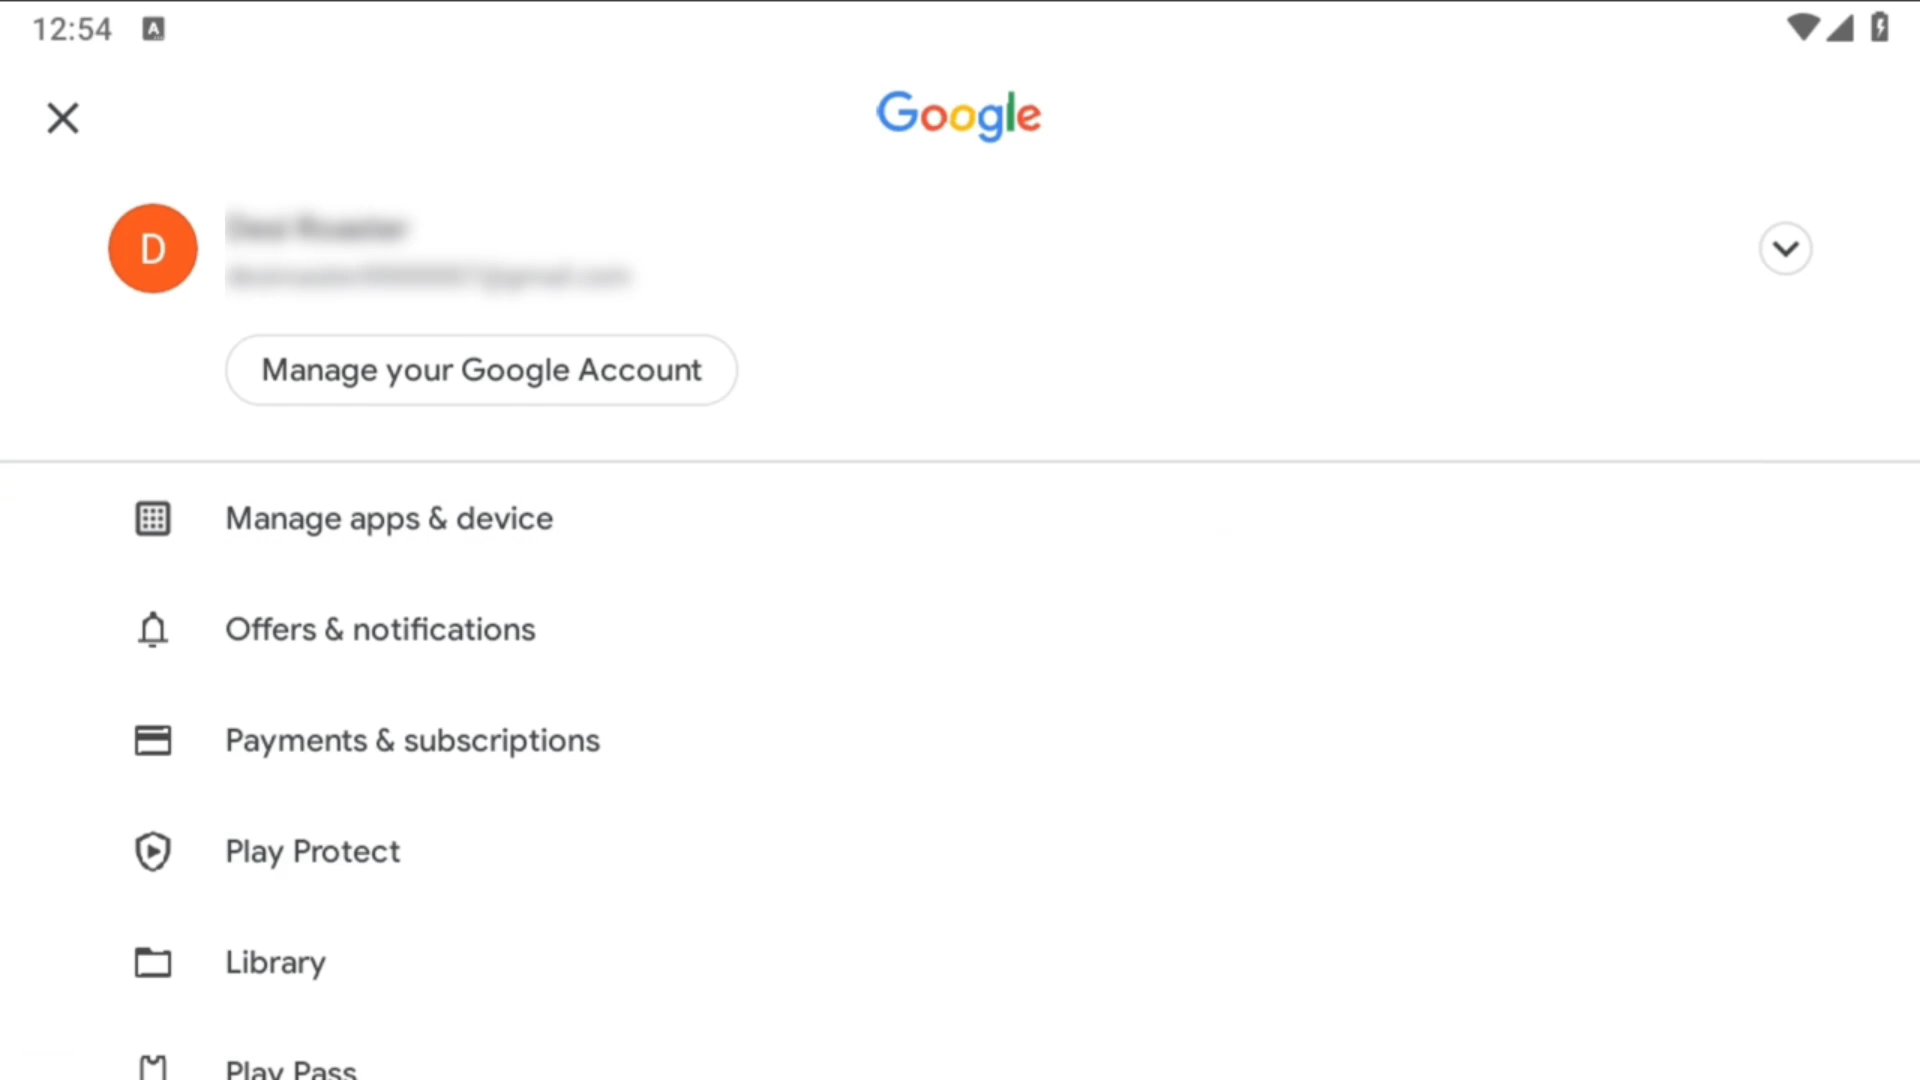 12:54
A
Google
D
Manage your Google Account
Manage apps & device
Offers & notifications
Payments & subscriptions
Play Protect
Library
Play Pass